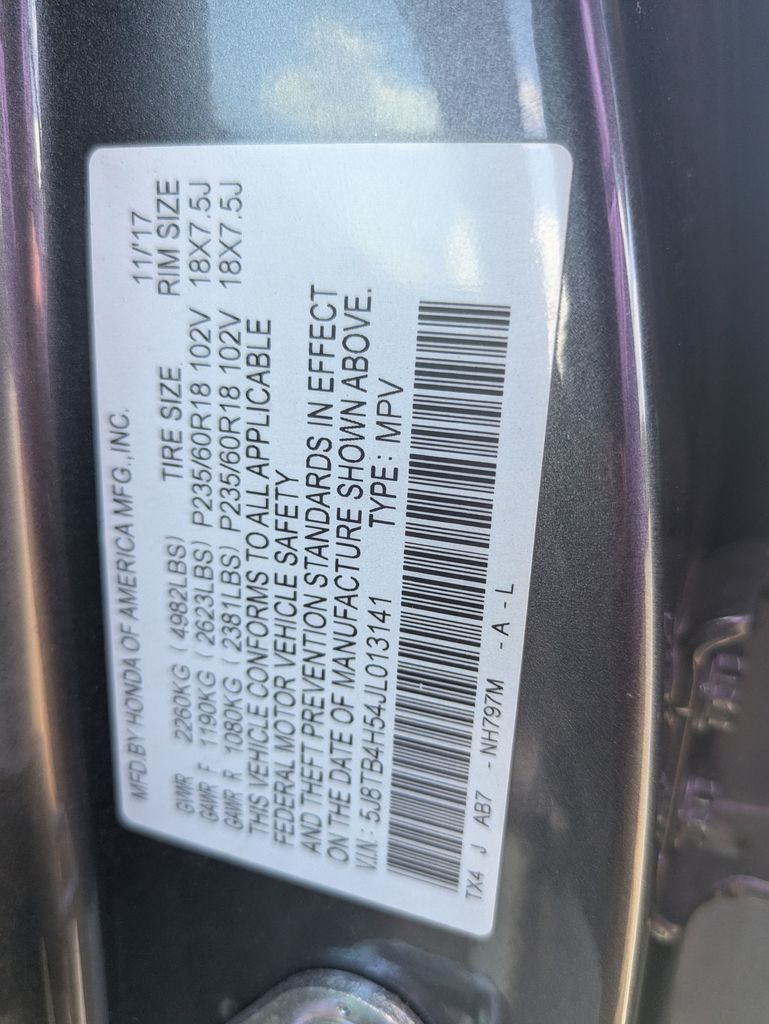 MFD.BY HONDA OF AMERICA MFG.,INC. 11/'17
GVWR 2260KG (4982LBS) TIRE SIZE RIM SIZE
GAWR F 1190KG (2623LBS) P235/60R18 102V 18X7.5J
GAWR R 1080KG (2381LBS) P235/60R18 102V 18X7.5J
THIS VEHICLE CONFORMS TO ALL APPLICABLE
FEDERAL MOTOR VEHICLE SAFETY
AND THEFT PREVENTION STANDARDS IN EFFECT
ON THE DATE OF MANUFACTURE SHOWN ABOVE.
V.I.N.: 5J8TB4H54JL013141 TYPE: MPV
TX4 J AB7 -NH797M -A-L